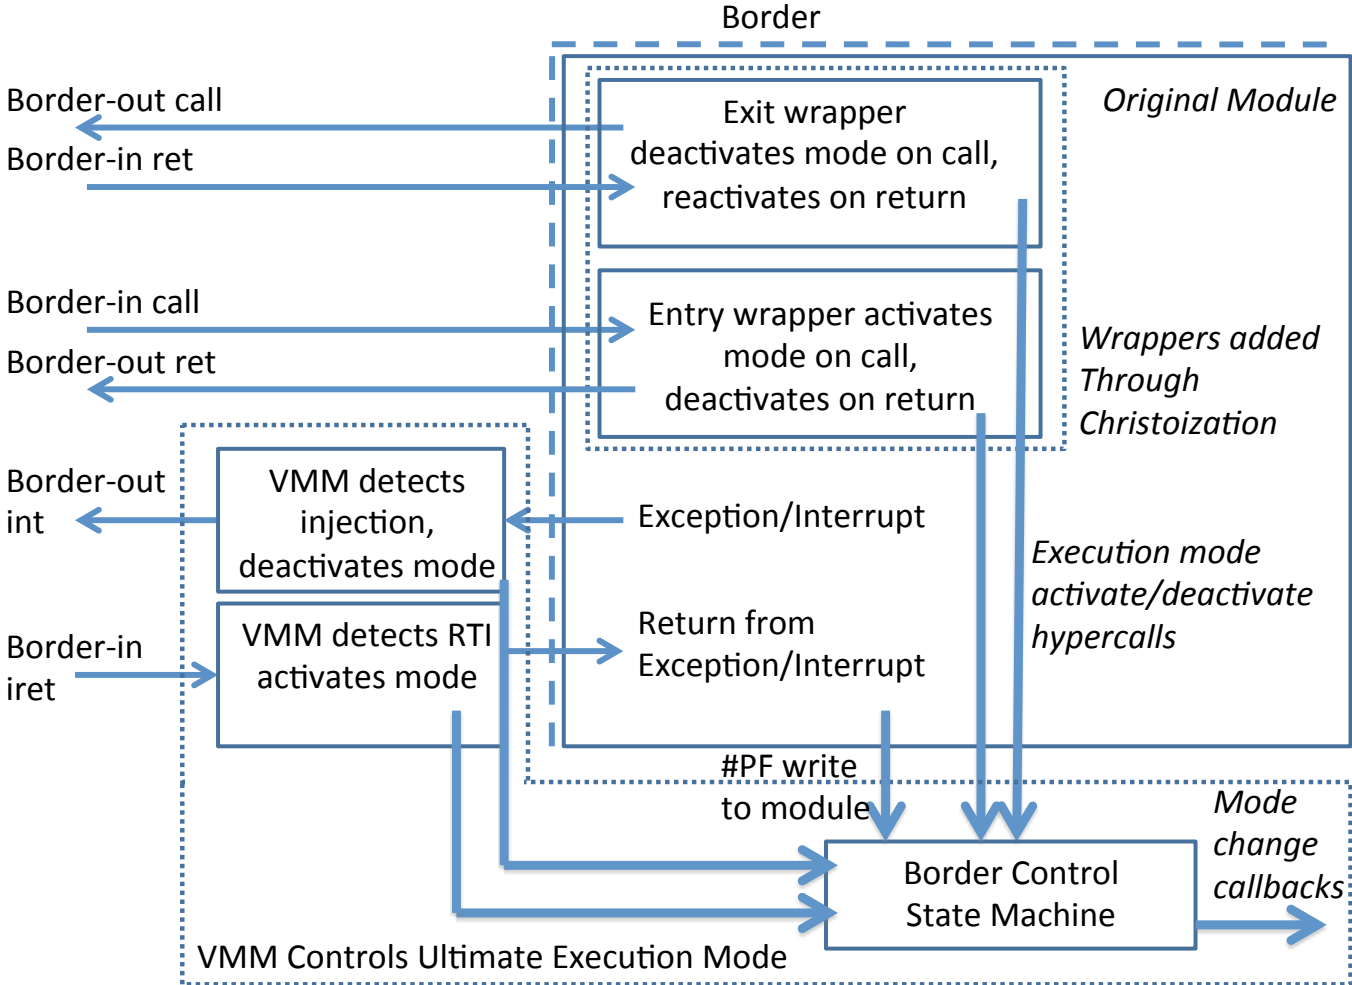 Border
Original Module
Border-out call
Border-in ret
Exit wrapper
deactivates mode on call,
reactivates on return
Border-in call
Border-out ret
Entry wrapper activates
mode on call,
deactivates on return
Wrappers added
Through
Christoization
Border-out
int
VMM detects
injection,
deactivates mode
Exception/Interrupt
Execution mode
activate/deactivate
hypercalls
Border-in
iret
VMM detects RTI
activates mode
Return from
Exception/Interrupt
#PF write
to module
Mode
change
callbacks
Border Control
State Machine
VMM Controls Ultimate Execution Mode